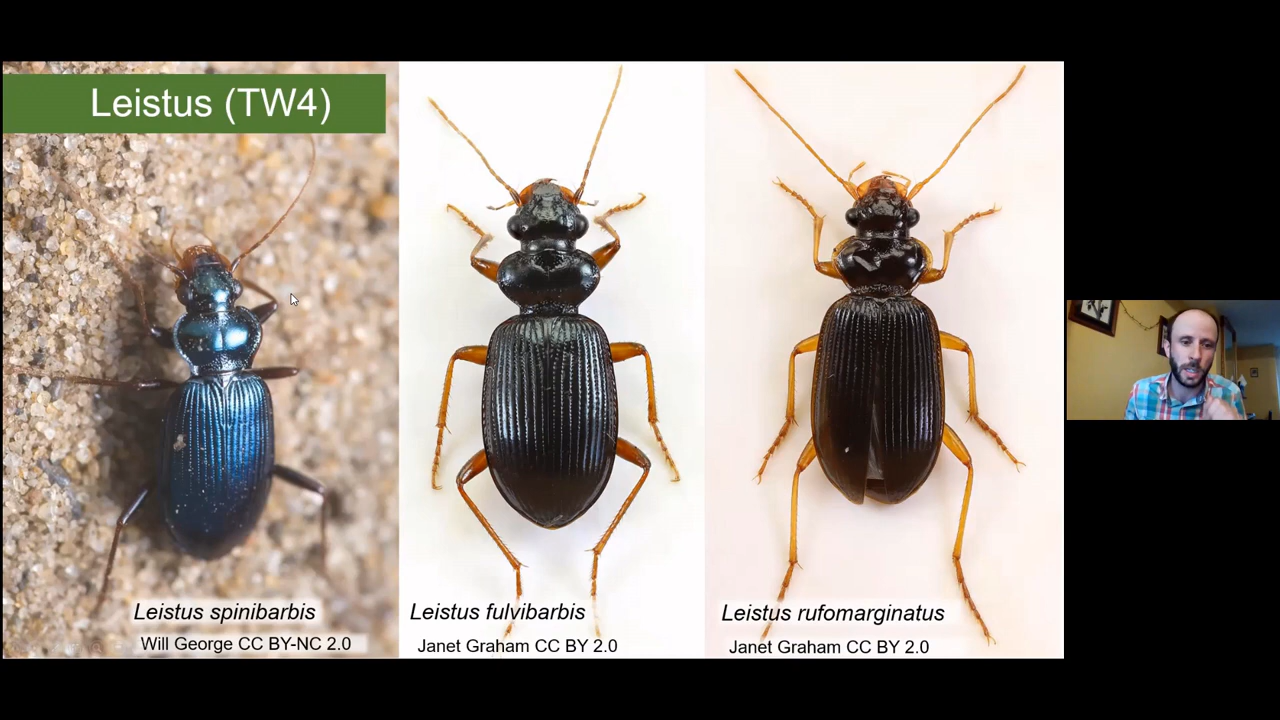 Leistus (TW4)
Leistus spinibarbis
Will George CC BY-NC 2.0
Leistus fulvibarbis
Janet Graham CC BY 2.0
Leistus rufomarginatus
Janet Graham CC BY 2.0